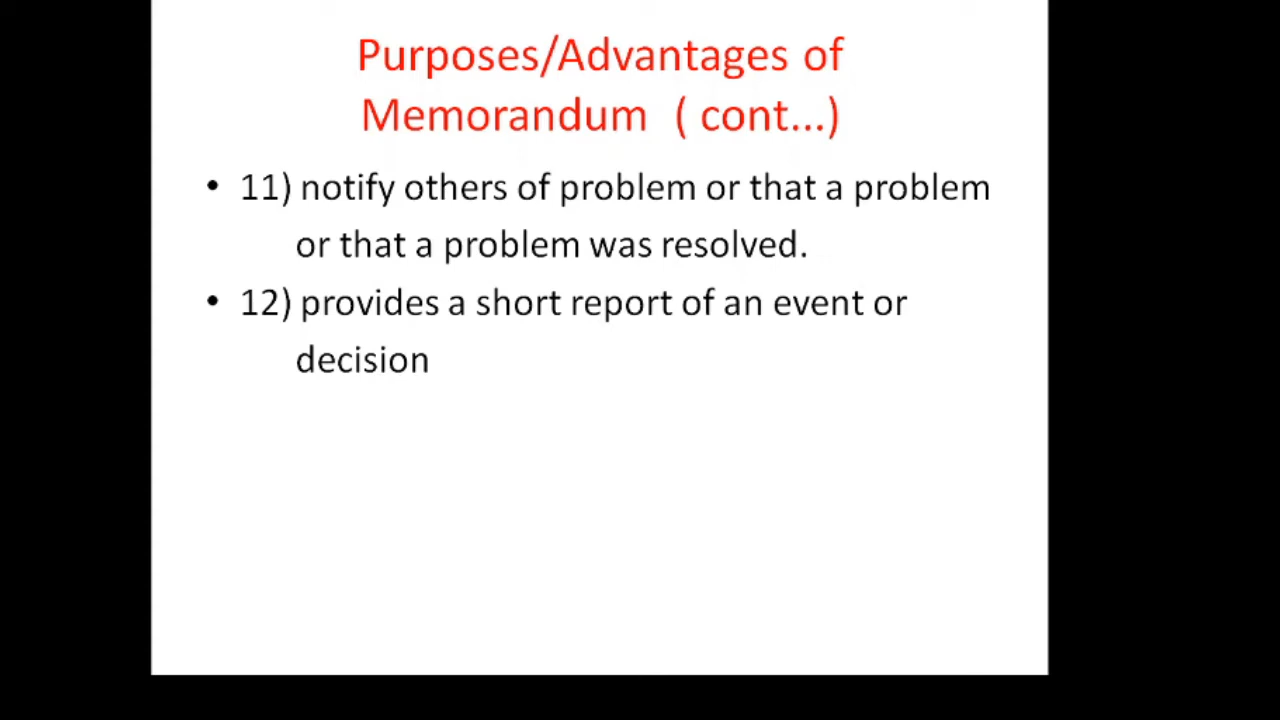 Purposes/Advantages of
Memorandum ( cont...)
• 11) notify others of problem or that a problem
or that a problem was resolved.
• 12) provides a short report of an event or
decision